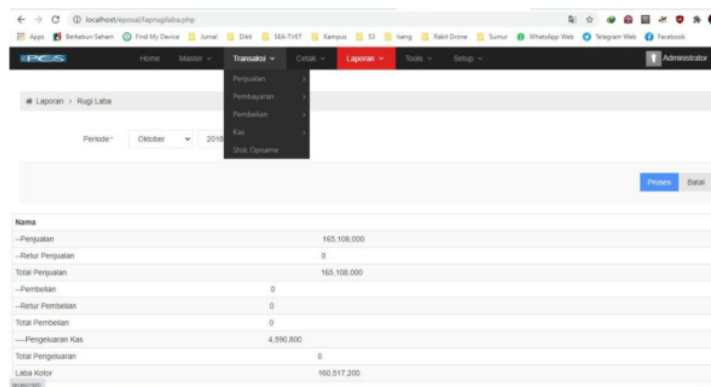 localhost/eposal/laprugilaba.php
Apps Berkebun Saham Find My Device Jurnal Dikti SEA-TVET Kampus S3 Iseng Rakit Drone Sumur WhatsApp Web Telegram Web Facebook
Home Master Transaksi Cetak Laporan Tools Setup Administrator
Penjualan
Pembayaran
Laporan > Rugi Laba
Pembelian
Kas
Periode* Oktober 2018
Stok Opname
Proses Batal
Nama
--Penjualan 165,108,000
--Retur Penjualan 0
Total Penjualan 165,108,000
--Pembelian 0
--Retur Pembelian 0
Total Pembelian 0
----Pengeluaran Kas 4,590,800
Total Pengeluaran 0
Laba Kotor 160,517,200